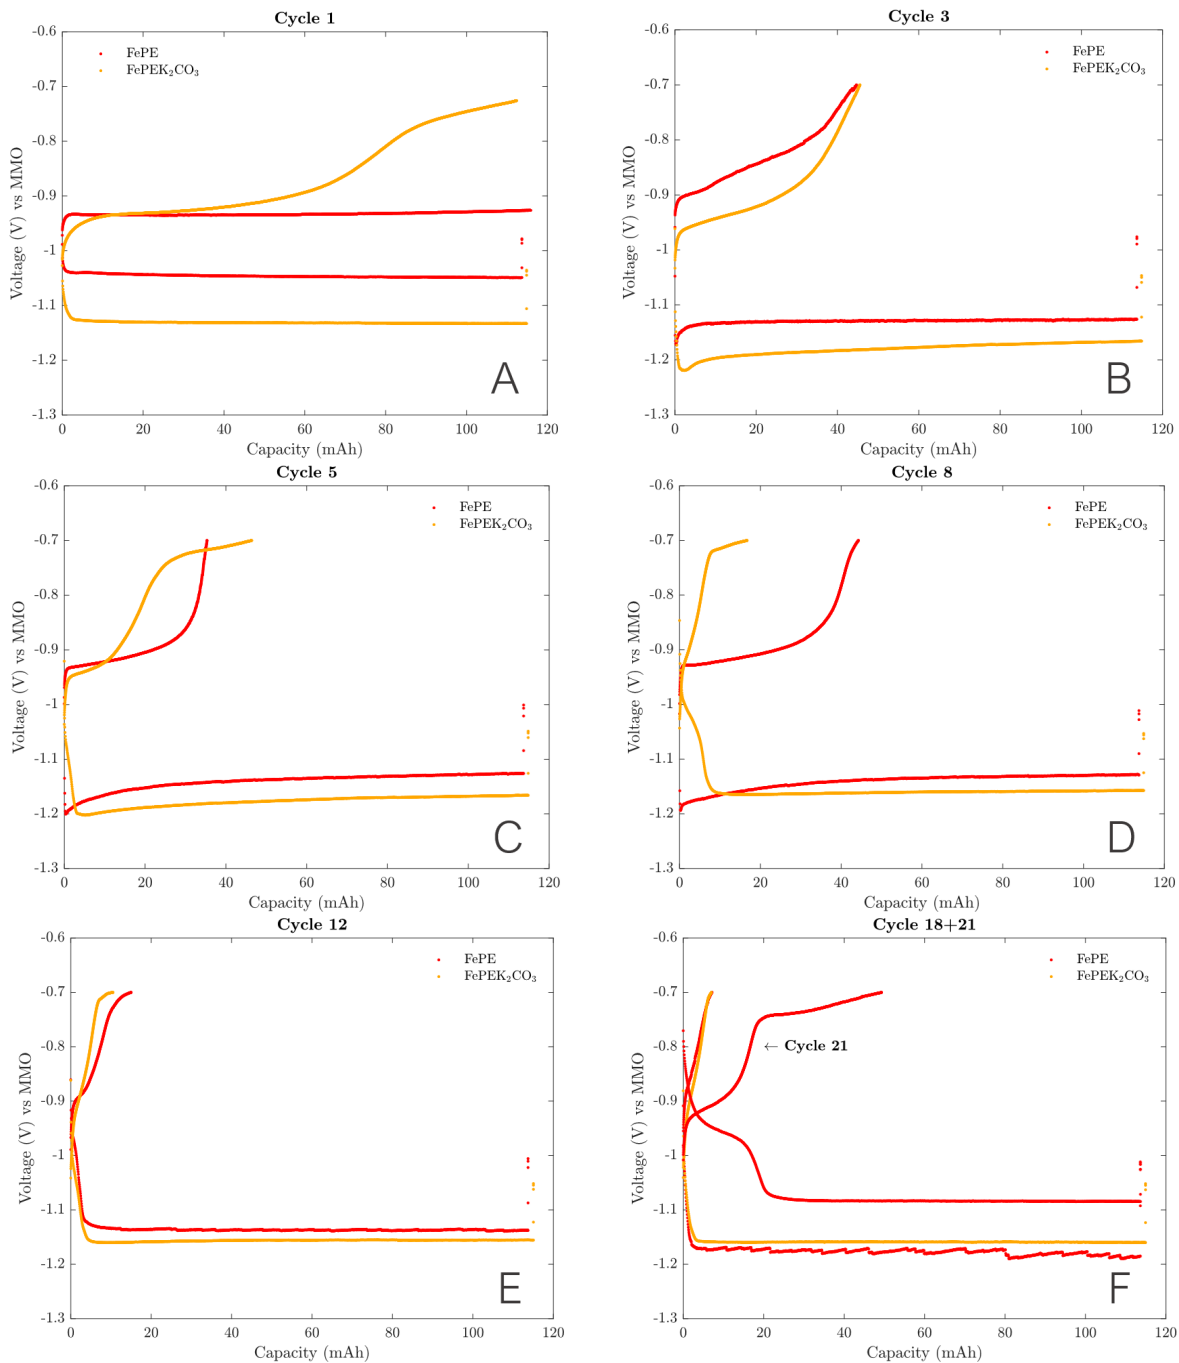 Cycle 1
-0.6
-0.7
-0.8
-0.9
-1
-1.1
-1.2
-1.3
Voltage (V) vs MMO
FePE
FePEK₂CO₃
A
0 20 40 60 80 100 120
Capacity (mAh)
Cycle 3
-0.6
-0.7
-0.8
-0.9
-1
-1.1
-1.2
-1.3
Voltage (V) vs MMO
FePE
FePEK₂CO₃
B
0 20 40 60 80 100 120
Capacity (mAh)
Cycle 5
-0.6
-0.7
-0.8
-0.9
-1
-1.1
-1.2
-1.3
Voltage (V) vs MMO
FePE
FePEK₂CO₃
C
0 20 40 60 80 100 120
Capacity (mAh)
Cycle 8
-0.6
-0.7
-0.8
-0.9
-1
-1.1
-1.2
-1.3
Voltage (V) vs MMO
FePE
FePEK₂CO₃
D
0 20 40 60 80 100 120
Capacity (mAh)
Cycle 12
-0.6
-0.7
-0.8
-0.9
-1
-1.1
-1.2
-1.3
Voltage (V) vs MMO
FePE
FePEK₂CO₃
E
0 20 40 60 80 100 120
Capacity (mAh)
Cycle 18+21
-0.6
-0.7
-0.8
-0.9
-1
-1.1
-1.2
-1.3
Voltage (V) vs MMO
FePE
FePEK₂CO₃
← Cycle 21
F
0 20 40 60 80 100 120
Capacity (mAh)